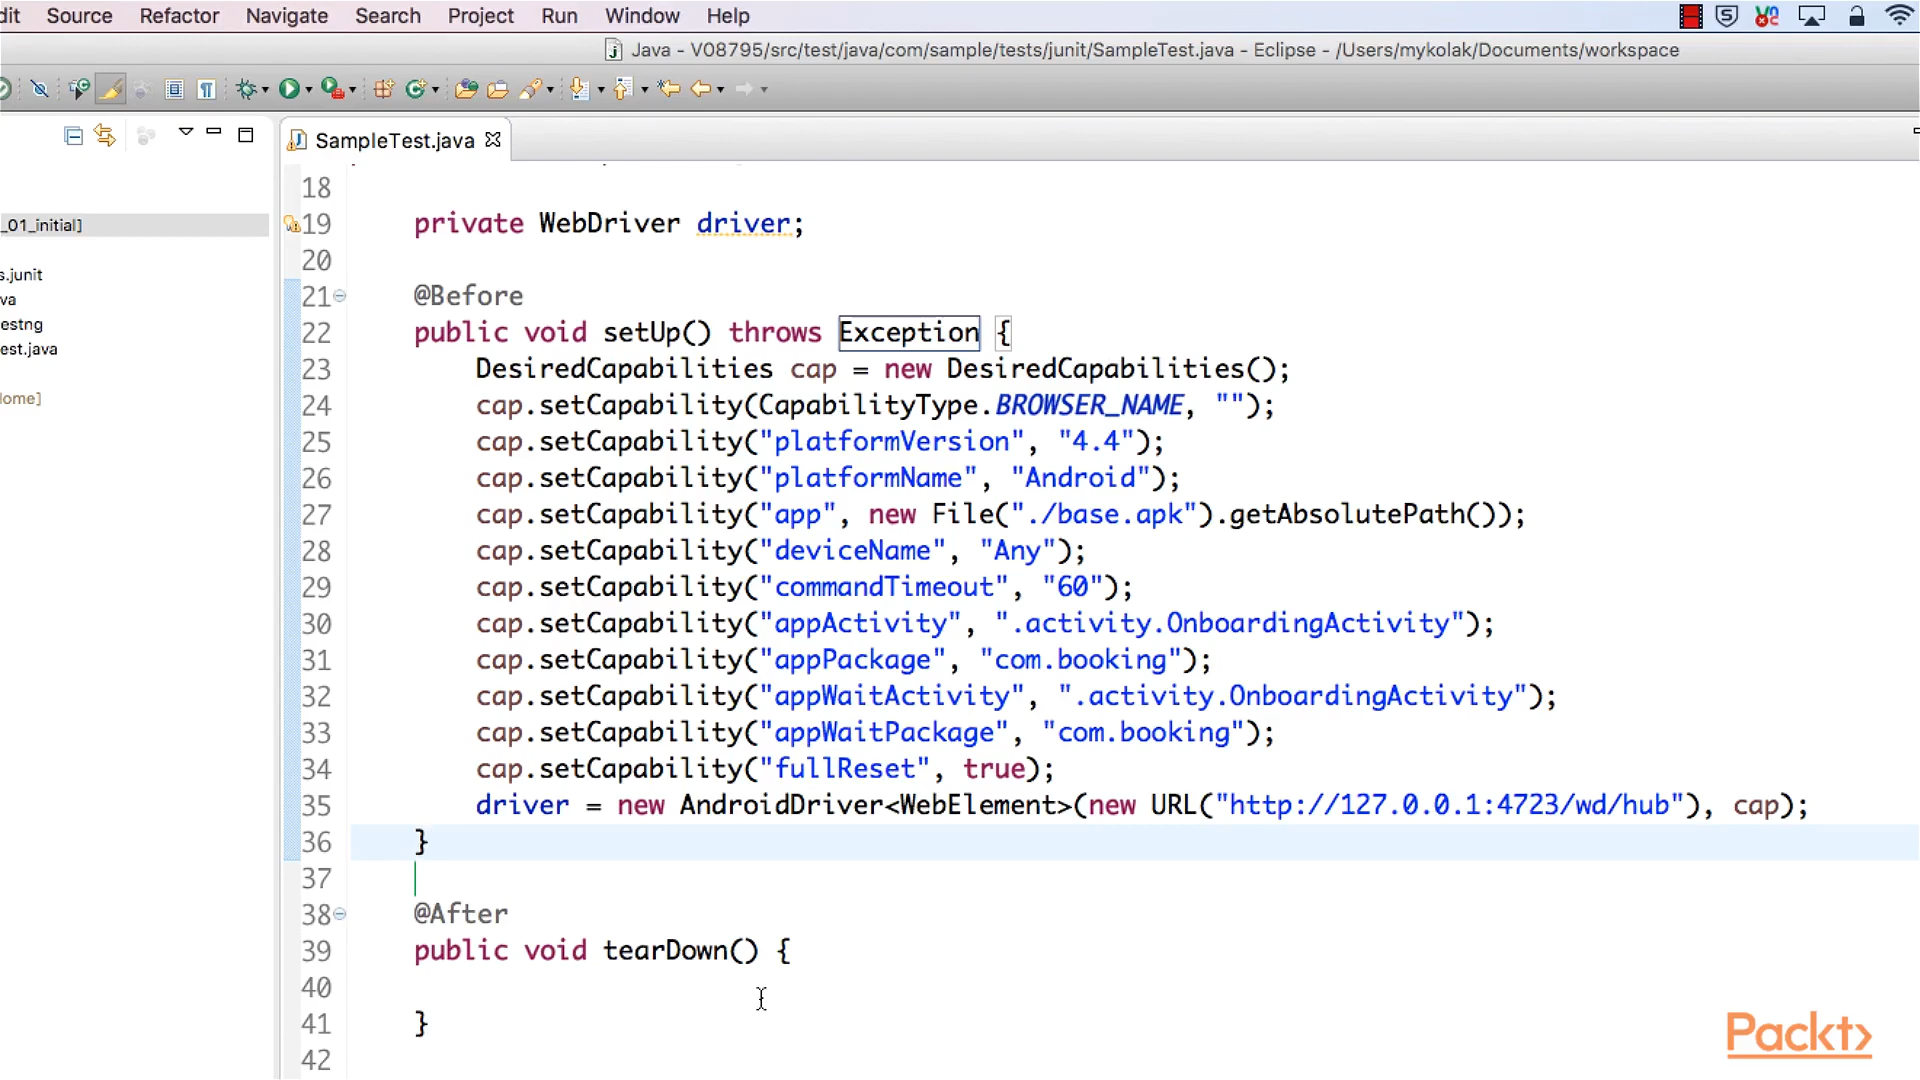 dit Source Refactor Navigate Search Project Run Window Help
Java - V08795/src/test/java/com/sample/tests/junit/SampleTest.java - Eclipse - /Users/mykolak/Documents/workspace
SampleTest.java
_01_initial]
s.junit
va
estng
est.java
ome]
18
19 private WebDriver driver;
20
21 @Before
22 public void setUp() throws Exception {
23 DesiredCapabilities cap = new DesiredCapabilities();
24 cap.setCapability(CapabilityType.BROWSER_NAME, "");
25 cap.setCapability("platformVersion", "4.4");
26 cap.setCapability("platformName", "Android");
27 cap.setCapability("app", new File("./base.apk").getAbsolutePath());
28 cap.setCapability("deviceName", "Any");
29 cap.setCapability("commandTimeout", "60");
30 cap.setCapability("appActivity", ".activity.OnboardingActivity");
31 cap.setCapability("appPackage", "com.booking");
32 cap.setCapability("appWaitActivity", ".activity.OnboardingActivity");
33 cap.setCapability("appWaitPackage", "com.booking");
34 cap.setCapability("fullReset", true);
35 driver = new AndroidDriver<WebElement>(new URL("http://127.0.0.1:4723/wd/hub"), cap);
36 }
37
38 @After
39 public void tearDown() {
40
41 }
42
Packt>